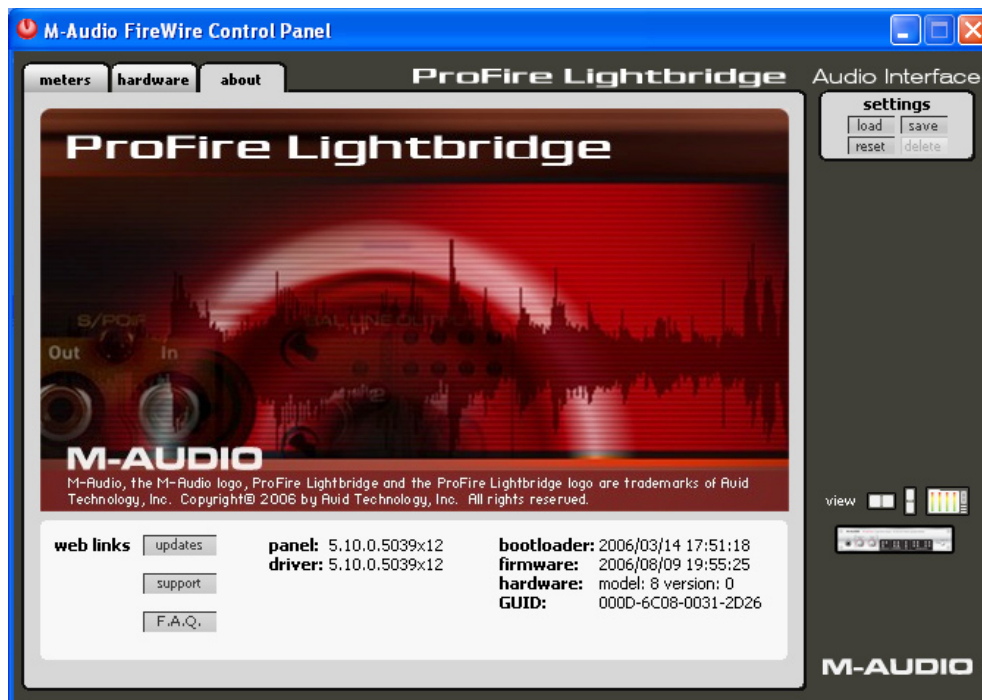 M-Audio FireWire Control Panel
meters hardware about
ProFire Lightbridge Audio Interface
settings
load save
reset delete
ProFire Lightbridge
S/PDIF
Out In
M-AUDIO
M-Audio, the M-Audio logo, ProFire Lightbridge and the ProFire Lightbridge logo are trademarks of Avid
Technology, Inc. Copyright® 2006 by Avid Technology, Inc. All rights reserved.
view
web links updates
support
F.A.Q.
panel: 5.10.0.5039x12
driver: 5.10.0.5039x12
bootloader: 2006/03/14 17:51:18
firmware: 2006/08/09 19:55:25
hardware: model: 8 version: 0
GUID: 000D-6C08-0031-2D26
M-AUDIO